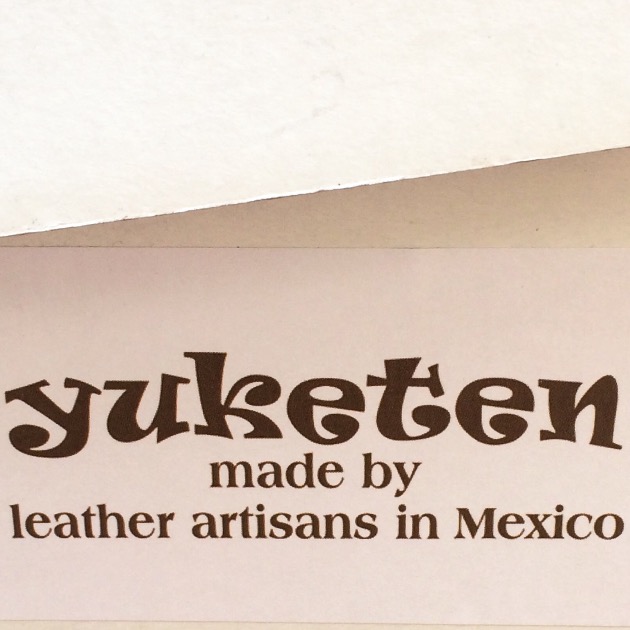 yuketen
made by
leather artisans in Mexico